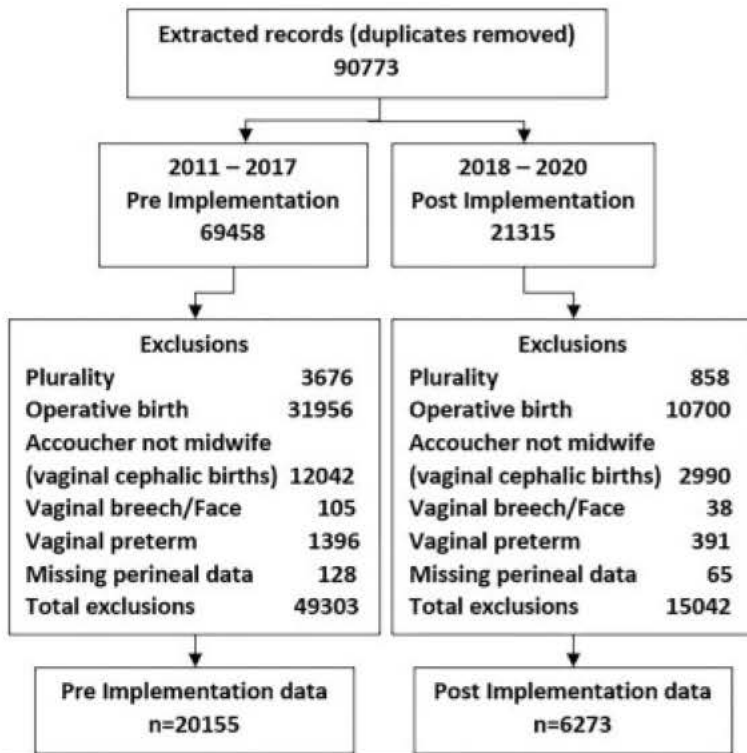 Extracted records (duplicates removed)
90773
2011 – 2017
Pre Implementation
69458
2018 – 2020
Post Implementation
21315
Exclusions
Plurality 3676
Operative birth 31956
Accoucher not midwife
(vaginal cephalic births) 12042
Vaginal breech/Face 105
Vaginal preterm 1396
Missing perineal data 128
Total exclusions 49303
Exclusions
Plurality 858
Operative birth 10700
Accoucher not midwife
(vaginal cephalic births) 2990
Vaginal breech/Face 38
Vaginal preterm 391
Missing perineal data 65
Total exclusions 15042
Pre Implementation data
n=20155
Post Implementation data
n=6273